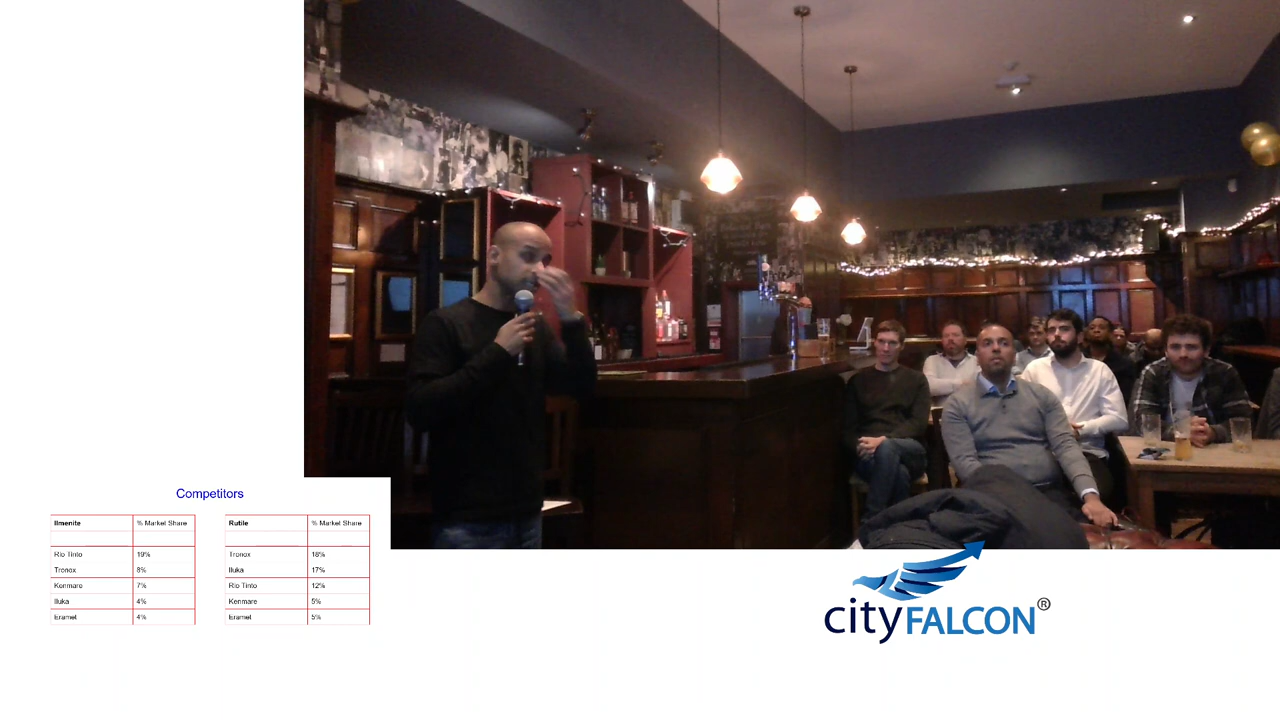 Competitors
Ilmenite % Market Share
Rio Tinto 19%
Tronox 8%
Kenmare 7%
Iluka 4%
Eramet 4%
Rutile % Market Share
Tronox 18%
Iluka 17%
Rio Tinto 12%
Kenmare 5%
Eramet 5%
cityFALCON®